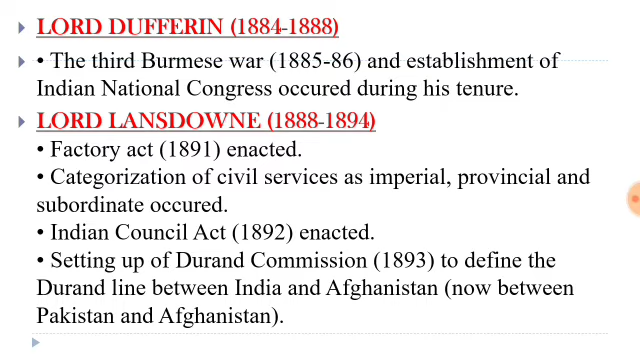 LORD DUFFERIN (1884-1888)
• The third Burmese war (1885-86) and establishment of
Indian National Congress occured during his tenure.
LORD LANSDOWNE (1888-1894)
• Factory act (1891) enacted.
• Categorization of civil services as imperial, provincial and
subordinate occured.
• Indian Council Act (1892) enacted.
• Setting up of Durand Commission (1893) to define the
Durand line between India and Afghanistan (now between
Pakistan and Afghanistan).